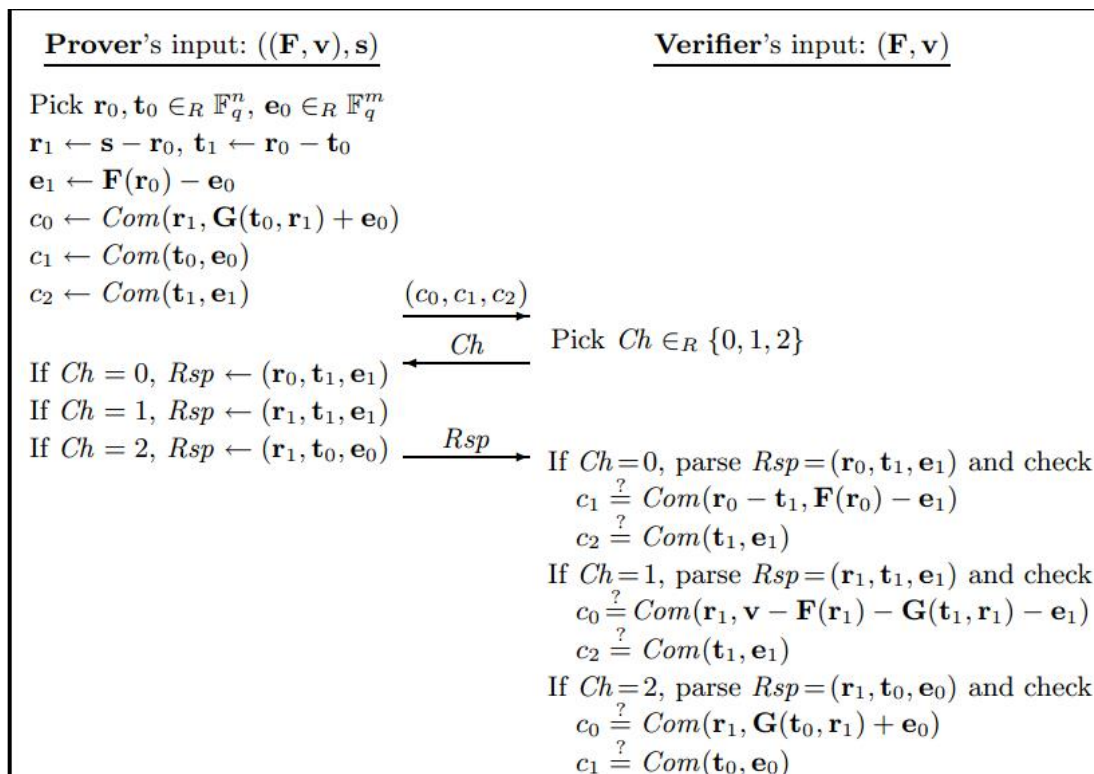 Prover's input: ((F, v), s)
Verifier's input: (F, v)
Pick r₀, t₀ ∈_R 𝔽_q^n, e₀ ∈_R 𝔽_q^m
r₁ ← s − r₀, t₁ ← r₀ − t₀
e₁ ← F(r₀) − e₀
c₀ ← Com(r₁, G(t₀, r₁) + e₀)
c₁ ← Com(t₀, e₀)
c₂ ← Com(t₁, e₁)
(c₀, c₁, c₂)
Pick Ch ∈_R {0, 1, 2}
Ch
If Ch = 0, Rsp ← (r₀, t₁, e₁)
If Ch = 1, Rsp ← (r₁, t₁, e₁)
If Ch = 2, Rsp ← (r₁, t₀, e₀)
Rsp
If Ch=0, parse Rsp=(r₀, t₁, e₁) and check
c₁ ≟ Com(r₀ − t₁, F(r₀) − e₁)
c₂ ≟ Com(t₁, e₁)
If Ch=1, parse Rsp=(r₁, t₁, e₁) and check
c₀ ≟ Com(r₁, v − F(r₁) − G(t₁, r₁) − e₁)
c₂ ≟ Com(t₁, e₁)
If Ch=2, parse Rsp=(r₁, t₀, e₀) and check
c₀ ≟ Com(r₁, G(t₀, r₁) + e₀)
c₁ ≟ Com(t₀, e₀)